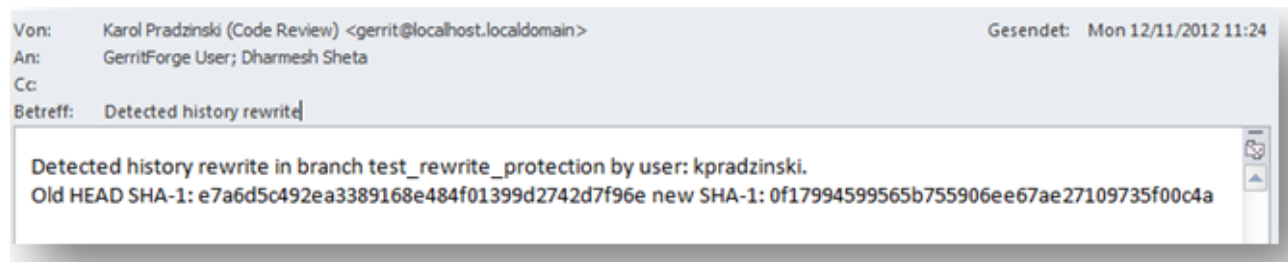 Von: Karol Pradzinski (Code Review) <gerrit@localhost.localdomain> Gesendet: Mon 12/11/2012 11:24
An: GerritForge User; Dharmesh Sheta
Cc:
Betreff: Detected history rewrite
Detected history rewrite in branch test_rewrite_protection by user: kpradzinski.
Old HEAD SHA-1: e7a6d5c492ea3389168e484f01399d2742d7f96e new SHA-1: 0f17994599565b755906ee67ae27109735f00c4a